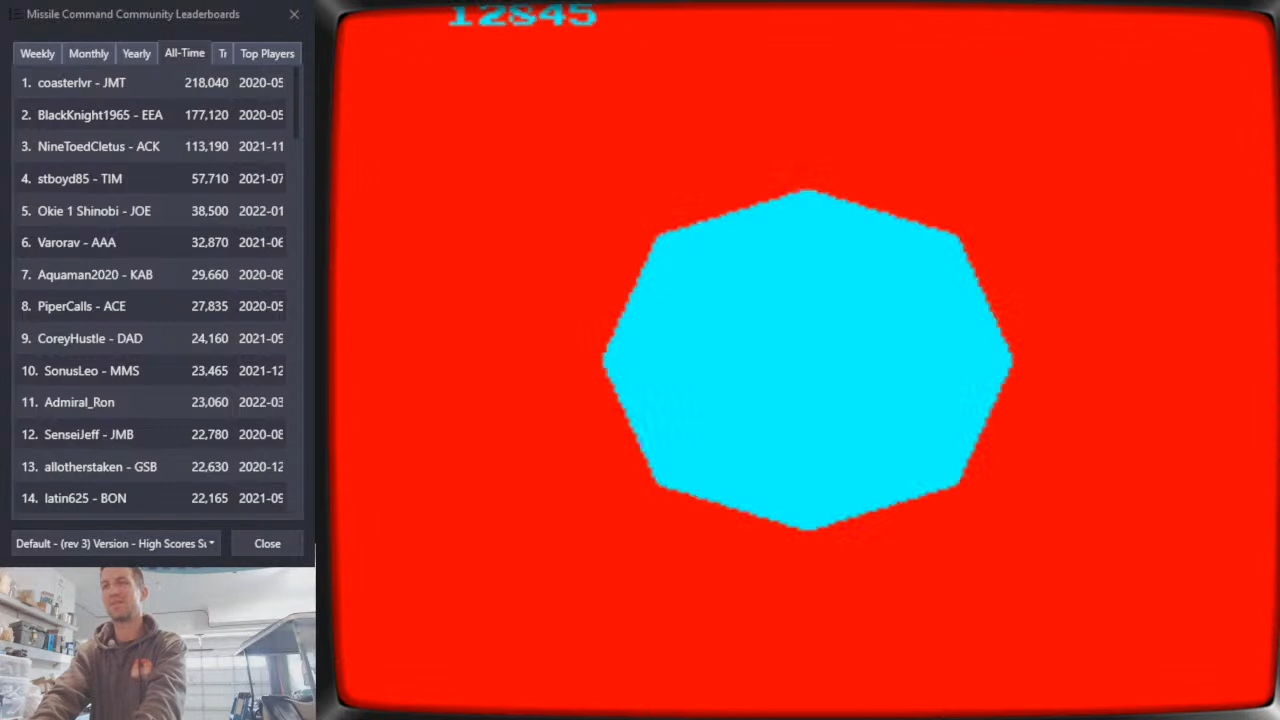 Missile Command Community Leaderboards
Weekly Monthly Yearly All-Time Tr Top Players
1. coasterlvr - JMT 218,040 2020-05
2. BlackKnight1965 - EEA 177,120 2020-05
3. NineToedCletus - ACK 113,190 2021-11
4. stboyd85 - TIM 57,710 2021-07
5. Okie 1 Shinobi - JOE 38,500 2022-01
6. Varorav - AAA 32,870 2021-06
7. Aquaman2020 - KAB 29,660 2020-08
8. PiperCalls - ACE 27,835 2020-05
9. CoreyHustle - DAD 24,160 2021-09
10. SonusLeo - MMS 23,465 2021-12
11. Admiral_Ron 23,060 2022-03
12. SenseiJeff - JMB 22,780 2020-08
13. allotherstaken - GSB 22,630 2020-12
14. latin625 - BON 22,165 2021-09
Default - (rev 3) Version - High Scores Su Close
12845